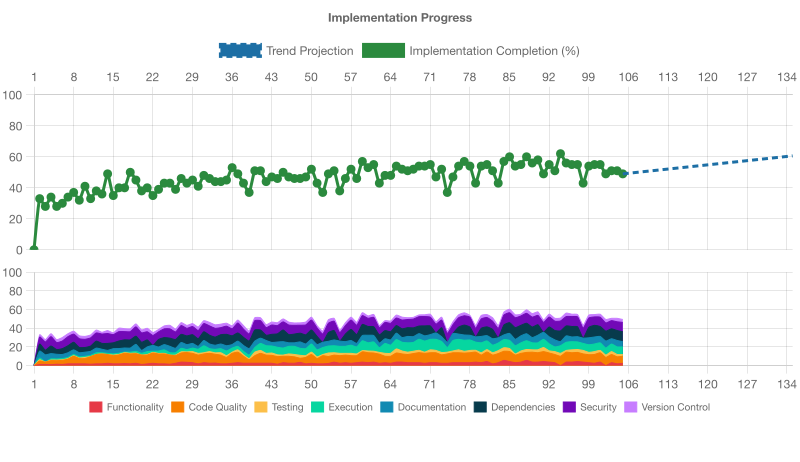 Implementation Progress
Trend Projection Implementation Completion (%)
1 8 15 22 29 36 43 50 57 64 71 78 85 92 99 106 113 120 127 134
100
80
60
40
20
0
100
80
60
40
20
0
1 8 15 22 29 36 43 50 57 64 71 78 85 92 99 106 113 120 127 134
Functionality Code Quality Testing Execution Documentation Dependencies Security Version Control